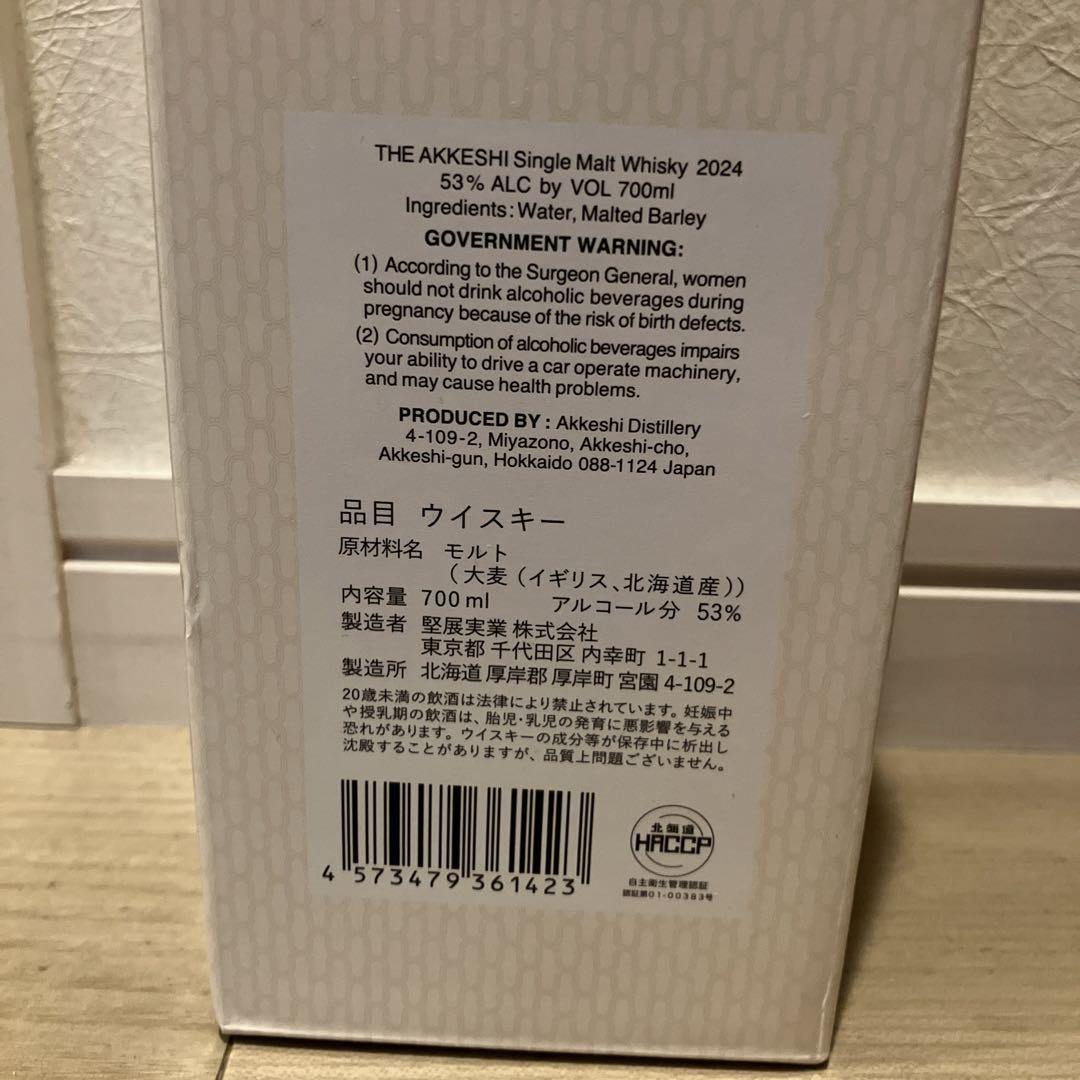 THE AKKESHI Single Malt Whisky 2024
53% ALC by VOL 700ml
Ingredients: Water, Malted Barley
GOVERNMENT WARNING:
(1) According to the Surgeon General, women
should not drink alcoholic beverages during
pregnancy because of the risk of birth defects.
(2) Consumption of alcoholic beverages impairs
your ability to drive a car operate machinery,
and may cause health problems.
PRODUCED BY : Akkeshi Distillery
4-109-2, Miyazono, Akkeshi-cho,
Akkeshi-gun, Hokkaido 088-1124 Japan
品目 ウイスキー
原材料名 モルト
（大麦（イギリス、北海道産））
内容量 700 ml アルコール分 53%
製造者 堅展実業 株式会社
東京都 千代田区 内幸町 1-1-1
製造所 北海道 厚岸郡 厚岸町 宮園 4-109-2
20歳未満の飲酒は法律により禁止されています。妊娠中
や授乳期の飲酒は、胎児・乳児の発育に悪影響を与える
恐れがあります。ウイスキーの成分等が保存中に析出し
沈殿することがありますが、品質上問題ございません。
4 573479 361423
北海道
HACCP
自主衛生管理認証
認証第01-00383号